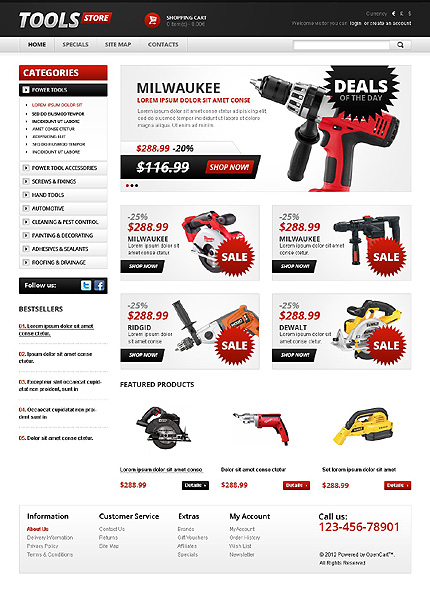 TOOLS STORE
SHOPPING CART
0 item(s) - 0.00€
Currency € £ $
Welcome visitor you can login or create an account
HOME SPECIALS SITE MAP CONTACTS
CATEGORIES
POWER TOOLS
LOREM IPSUM DOLOR SIT
SED DO EIUSMOD TEMPOR
INCIDIDUNT UT LABORE
AMET CONSE CTETUR
ADIPISICING ELIT
SED DO EIUSMOD TEMPOR
INCIDIDUNT UT LABORE
POWER TOOL ACCESSORIES
SCREWS & FIXINGS
HAND TOOLS
AUTOMOTIVE
CLEANING & PEST CONTROL
PAINTING & DECORATING
ADHESIVES & SEALANTS
ROOFING & DRAINAGE
Follow us:
BESTSELLERS
01. Lorem ipsum dolor sit amet
conse ctetur.
02. Ipsum dolor sit amet conse
ctetur.
03. Excepteur sint occaecat cupid-
atat non proident, sunt in
04. Occaecat cupidatat non proi-
dent sunt in
05. Dolor sit amet conse ctetur.
MILWAUKEE
LOREM IPSUM DOLOR SIT AMET CONSE
Lorem ipsum dolor sit amet conse ctetur adipisicing elit
sed do eiusmod tempor incididunt ut labore et dolore
magna aliqua. Ut enim ad minim.
$288.99 -20%
$116.99
SHOP NOW!
DEALS
OF THE DAY
-25%
$288.99
MILWAUKEE
Lorem ipsum dolor sit
amet conse ctetur.
SHOP NOW!
SALE
-25%
$288.99
MILWAUKEE
Lorem ipsum dolor sit
amet conse ctetur.
SHOP NOW!
SALE
-25%
$288.99
RIDGID
Lorem ipsum dolor sit
amet conse ctetur.
SHOP NOW!
SALE
-25%
$288.99
DEWALT
Lorem ipsum dolor sit
amet conse ctetur.
SHOP NOW!
SALE
FEATURED PRODUCTS
Lorem ipsum dolor sit amet conse
$288.99 Details
Dolor sit amet conse ctetur
$288.99 Details
Set lorem ipsum dolor sit amet
$288.99 Details
Information
About Us
Delivery Information
Privacy Policy
Terms & Conditions
Customer Service
Contact Us
Returns
Site Map
Extras
Brands
Gift Vouchers
Affiliates
Specials
My Account
My Account
Order History
Wish List
Newsletter
Call us:
123-456-78901
© 2012 Powered by OpenCart™.
All Rights Reserved